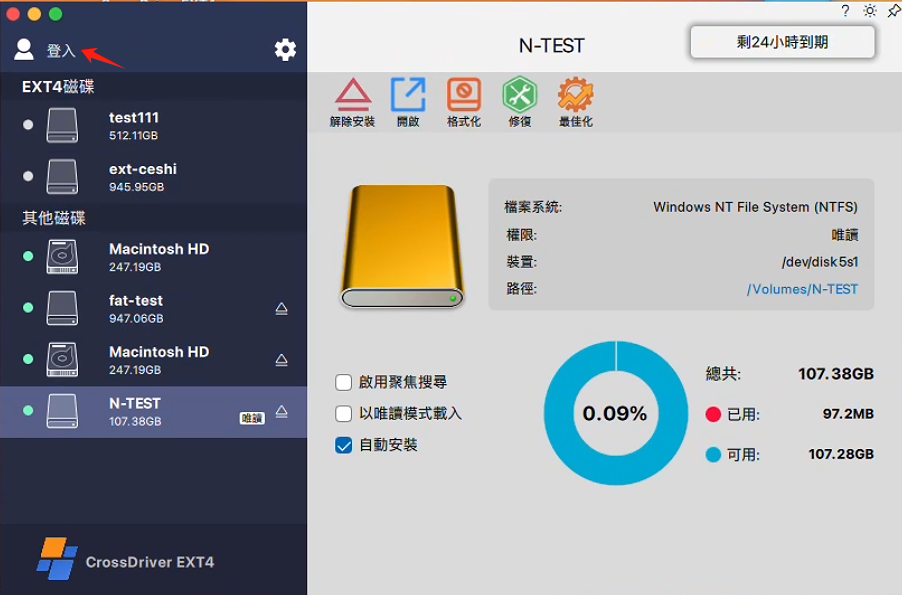 登入
EXT4磁碟
test111
512.11GB
ext-ceshi
945.95GB
其他磁碟
Macintosh HD
247.19GB
fat-test
947.06GB
Macintosh HD
247.19GB
N-TEST
107.38GB
唯讀
CrossDriver EXT4
?
N-TEST
剩24小時到期
解除安裝 開啟 格式化 修復 最佳化
檔案系統: Windows NT File System (NTFS)
權限: 唯讀
裝置: /dev/disk5s1
路徑: /Volumes/N-TEST
啟用聚焦搜尋
以唯讀模式載入
自動安裝
0.09%
總共: 107.38GB
已用: 97.2MB
可用: 107.28GB